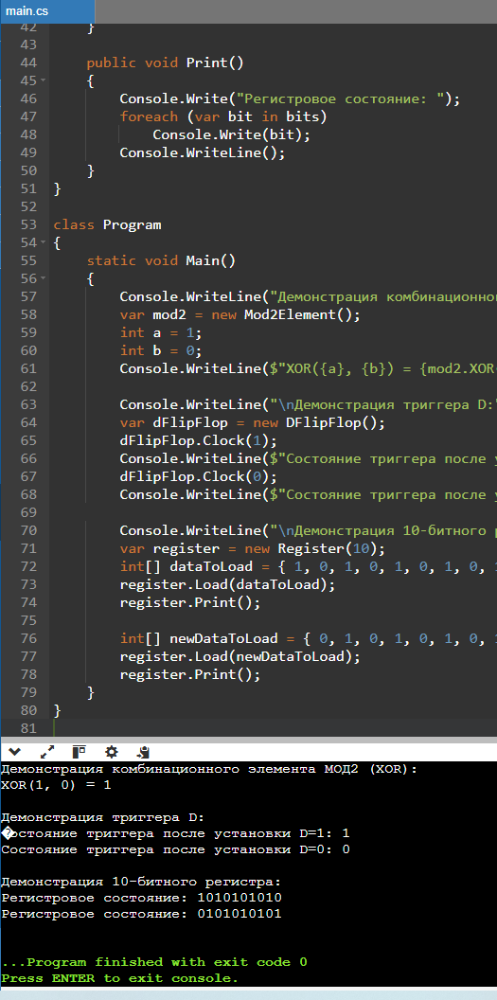 main.cs
42 }
43
44 public void Print()
45 {
46 Console.Write("Регистровое состояние: ");
47 foreach (var bit in bits)
48 Console.Write(bit);
49 Console.WriteLine();
50 }
51 }
52
53 class Program
54 {
55 static void Main()
56 {
57 Console.WriteLine("Демонстрация комбинационно
58 var mod2 = new Mod2Element();
59 int a = 1;
60 int b = 0;
61 Console.WriteLine($"XOR({a}, {b}) = {mod2.XOR
62
63 Console.WriteLine("\nДемонстрация триггера D:"
64 var dFlipFlop = new DFlipFlop();
65 dFlipFlop.Clock(1);
66 Console.WriteLine($"Состояние триггера после у
67 dFlipFlop.Clock(0);
68 Console.WriteLine($"Состояние триггера после у
69
70 Console.WriteLine("\nДемонстрация 10-битного р
71 var register = new Register(10);
72 int[] dataToLoad = { 1, 0, 1, 0, 1, 0, 1, 0, 1
73 register.Load(dataToLoad);
74 register.Print();
75
76 int[] newDataToLoad = { 0, 1, 0, 1, 0, 1, 0, 1
77 register.Load(newDataToLoad);
78 register.Print();
79 }
80 }
81
Демонстрация комбинационного элемента МОД2 (XOR):
XOR(1, 0) = 1

Демонстрация триггера D:
�остояние триггера после установки D=1: 1
Состояние триггера после установки D=0: 0

Демонстрация 10-битного регистра:
Регистровое состояние: 1010101010
Регистровое состояние: 0101010101

...Program finished with exit code 0
Press ENTER to exit console.